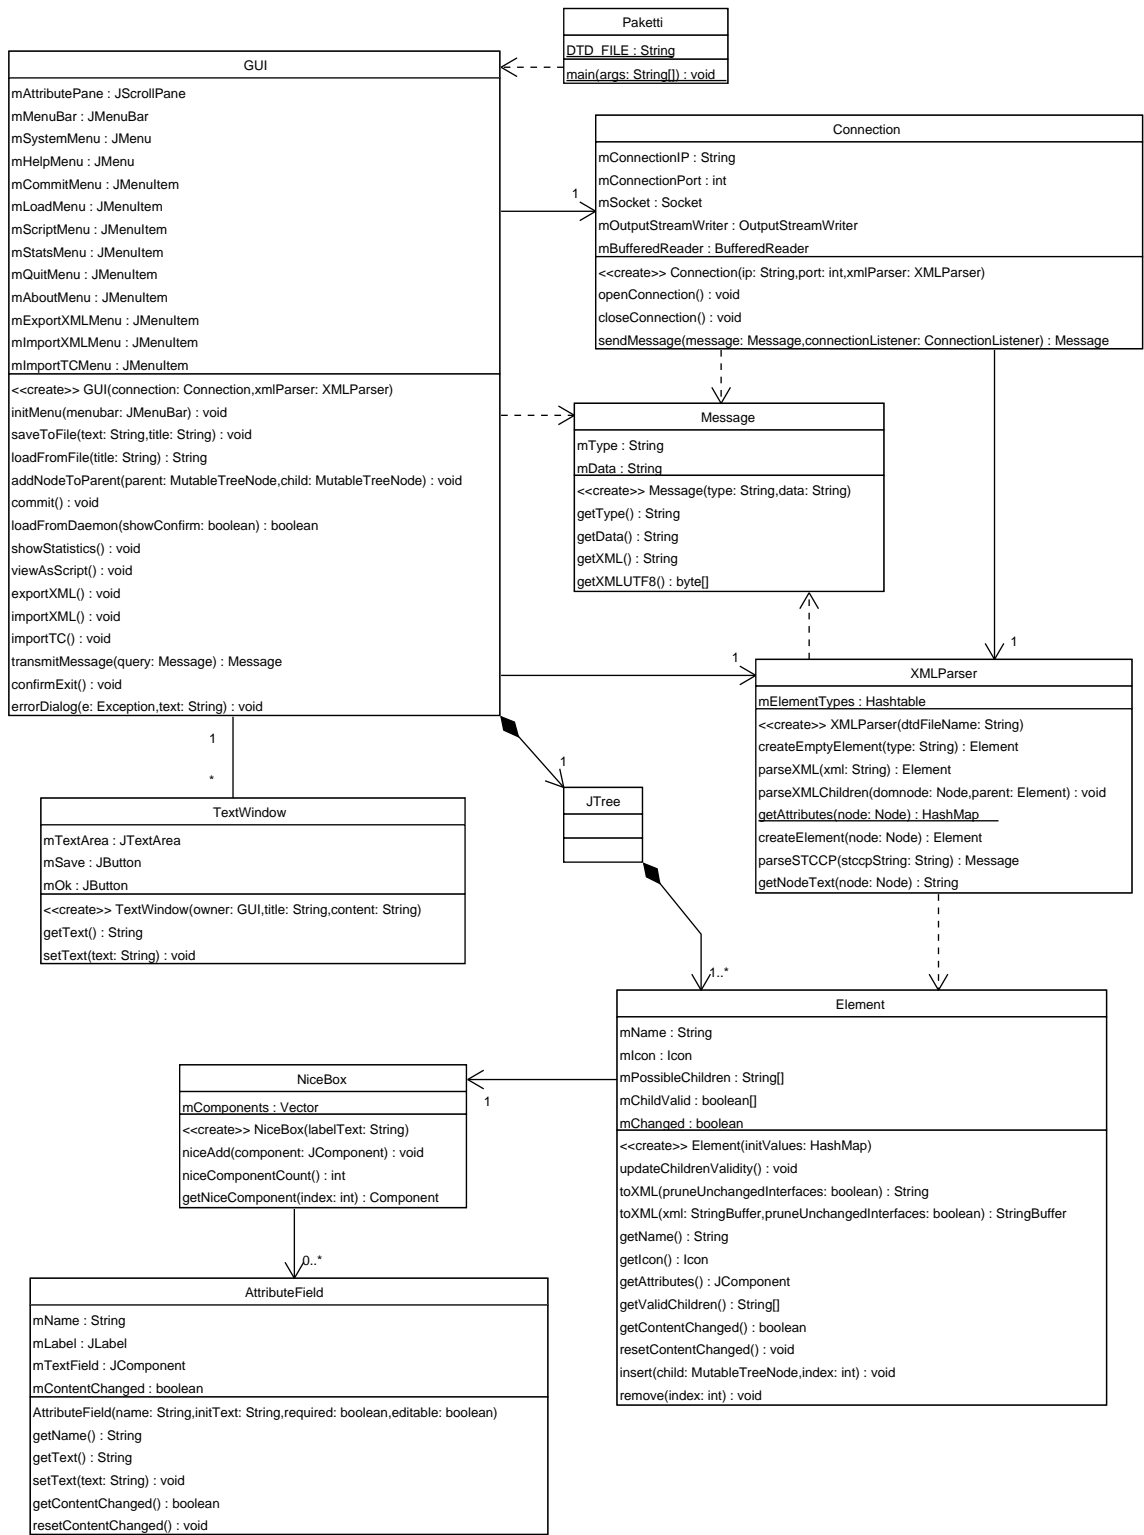 Paketti
DTD_FILE : String
main(args: String[]) : void
GUI
mAttributePane : JScrollPane
mMenuBar : JMenuBar
mSystemMenu : JMenu
mHelpMenu : JMenu
mCommitMenu : JMenuItem
mLoadMenu : JMenuItem
mScriptMenu : JMenuItem
mStatsMenu : JMenuItem
mQuitMenu : JMenuItem
mAboutMenu : JMenuItem
mExportXMLMenu : JMenuItem
mImportXMLMenu : JMenuItem
mImportTCMenu : JMenuItem
<<create>> GUI(connection: Connection,xmlParser: XMLParser)
initMenu(menubar: JMenuBar) : void
saveToFile(text: String,title: String) : void
loadFromFile(title: String) : String
addNodeToParent(parent: MutableTreeNode,child: MutableTreeNode) : void
commit() : void
loadFromDaemon(showConfirm: boolean) : boolean
showStatistics() : void
viewAsScript() : void
exportXML() : void
importXML() : void
importTC() : void
transmitMessage(query: Message) : Message
confirmExit() : void
errorDialog(e: Exception,text: String) : void
1
Connection
mConnectionIP : String
mConnectionPort : int
mSocket : Socket
mOutputStreamWriter : OutputStreamWriter
mBufferedReader : BufferedReader
<<create>> Connection(ip: String,port: int,xmlParser: XMLParser)
openConnection() : void
closeConnection() : void
sendMessage(message: Message,connectionListener: ConnectionListener) : Message
Message
mType : String
mData : String
<<create>> Message(type: String,data: String)
getType() : String
getData() : String
getXML() : String
getXMLUTF8() : byte[]
1
1
XMLParser
mElementTypes : Hashtable
<<create>> XMLParser(dtdFileName: String)
createEmptyElement(type: String) : Element
parseXML(xml: String) : Element
parseXMLChildren(domnode: Node,parent: Element) : void
getAttributes(node: Node) : HashMap
createElement(node: Node) : Element
parseSTCCP(stccpString: String) : Message
getNodeText(node: Node) : String
1
*
1
JTree
TextWindow
mTextArea : JTextArea
mSave : JButton
mOk : JButton
<<create>> TextWindow(owner: GUI,title: String,content: String)
getText() : String
setText(text: String) : void
1..*
Element
mName : String
mIcon : Icon
mPossibleChildren : String[]
mChildValid : boolean[]
mChanged : boolean
<<create>> Element(initValues: HashMap)
updateChildrenValidity() : void
toXML(pruneUnchangedInterfaces: boolean) : String
toXML(xml: StringBuffer,pruneUnchangedInterfaces: boolean) : StringBuffer
getName() : String
getIcon() : Icon
getAttributes() : JComponent
getValidChildren() : String[]
getContentChanged() : boolean
resetContentChanged() : void
insert(child: MutableTreeNode,index: int) : void
remove(index: int) : void
1
NiceBox
mComponents : Vector
<<create>> NiceBox(labelText: String)
niceAdd(component: JComponent) : void
niceComponentCount() : int
getNiceComponent(index: int) : Component
0..*
AttributeField
mName : String
mLabel : JLabel
mTextField : JComponent
mContentChanged : boolean
AttributeField(name: String,initText: String,required: boolean,editable: boolean)
getName() : String
getText() : String
setText(text: String) : void
getContentChanged() : boolean
resetContentChanged() : void